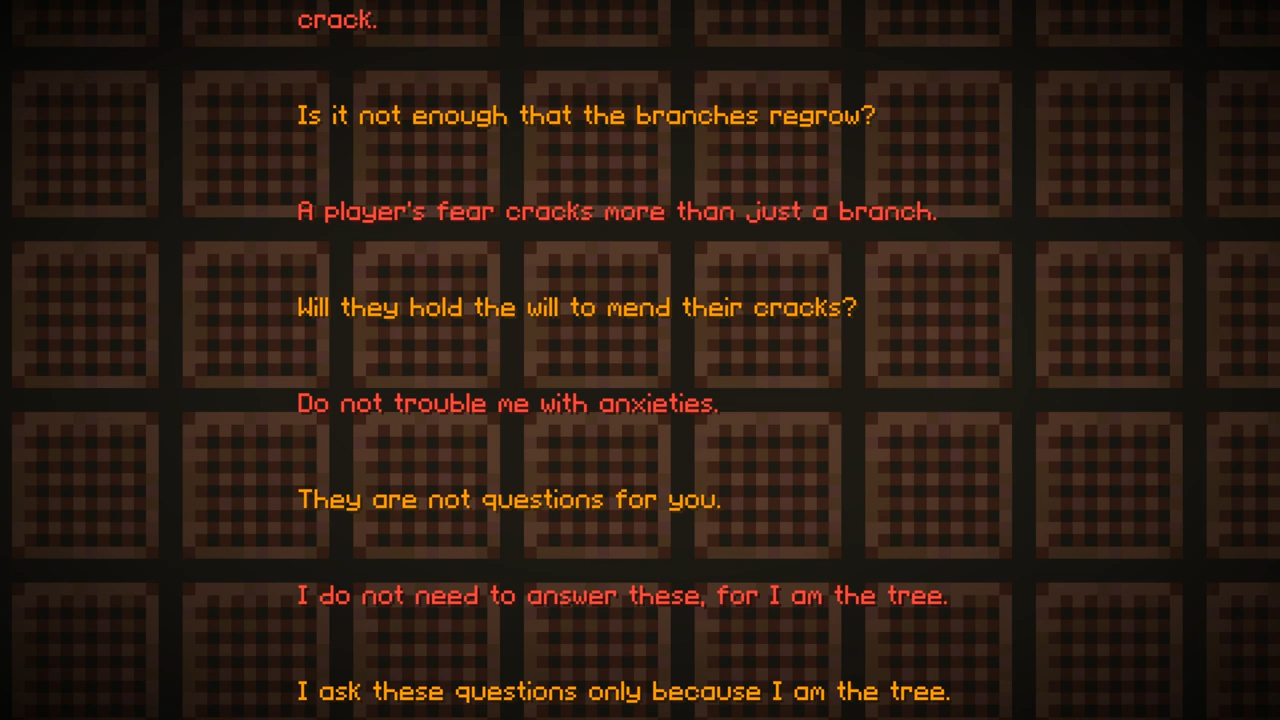 crack.
Is it not enough that the branches regrow?
A player's fear cracks more than just a branch.
Will they hold the will to mend their cracks?
Do not trouble me with anxieties.
They are not questions for you.
I do not need to answer these, for I am the tree.
I ask these questions only because I am the tree.